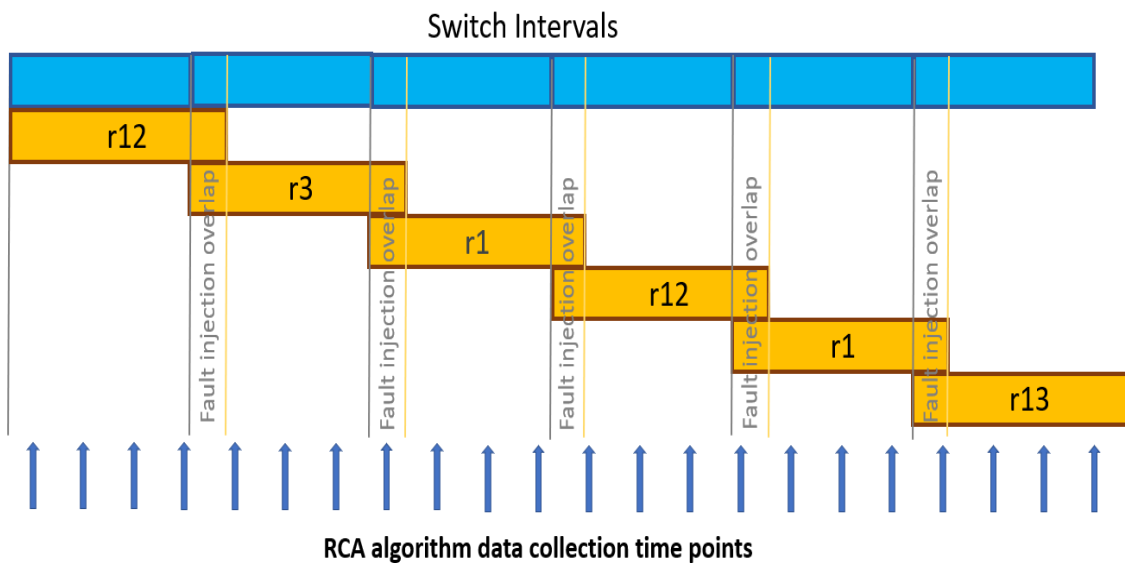 Switch Intervals
r12
r3
r1
r12
r1
r13
Fault injection overlap
Fault injection overlap
Fault injection overlap
Fault injection overlap
Fault injection overlap
RCA algorithm data collection time points